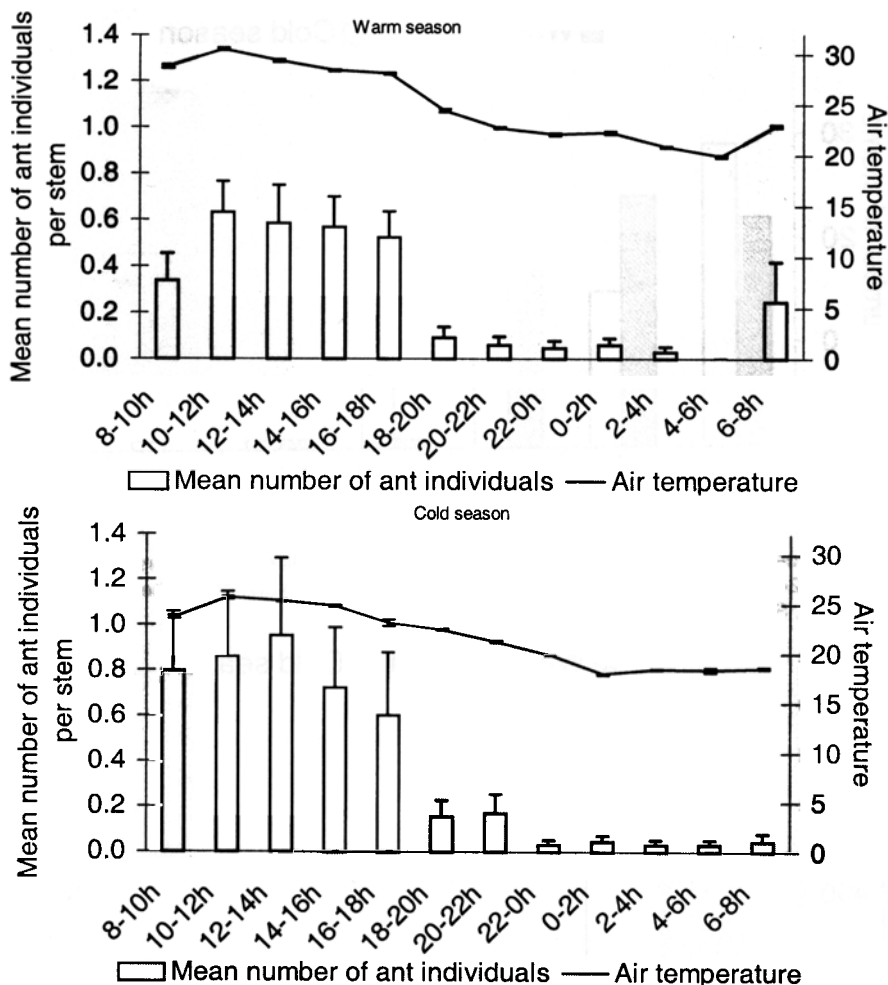 Warm season
1.4
1.2
1.0
0.8
0.6
0.4
0.2
0.0
Mean number of ant individuals
per stem
30
25
20
15
10
5
0
Air temperature
8-10h
10-12h
12-14h
14-16h
16-18h
18-20h
20-22h
22-0h
0-2h
2-4h
4-6h
6-8h
Mean number of ant individuals
Air temperature
Cold season
1.4
1.2
1.0
0.8
0.6
0.4
0.2
0.0
Mean number of ant individuals
per stem
30
25
20
15
10
5
0
Air temperature
8-10h
10-12h
12-14h
14-16h
16-18h
18-20h
20-22h
22-0h
0-2h
2-4h
4-6h
6-8h
Mean number of ant individuals
Air temperature